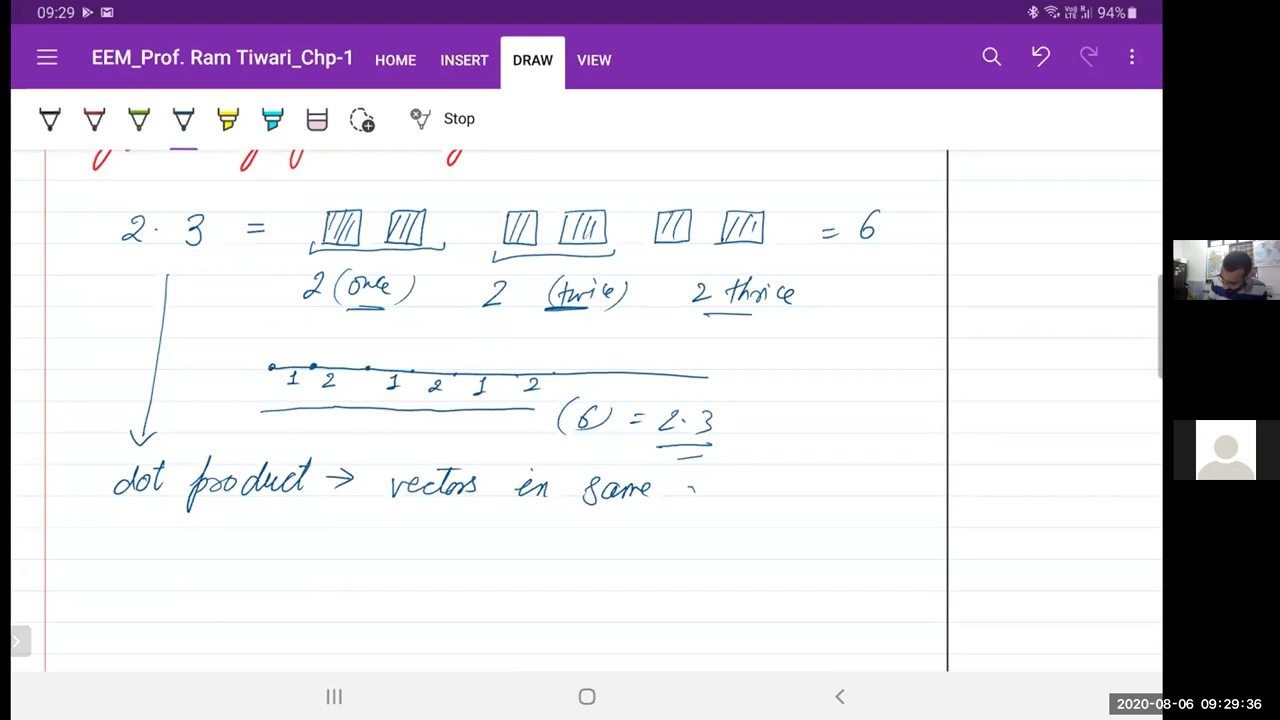 09:29 94%
EEM_Prof. Ram Tiwari_Chp-1 HOME INSERT DRAW VIEW
Stop
2 · 3 = = 6
2 (once) 2 (twice) 2 thrice
1 2 1 2 1 2
(6) = 2·3
dot product → vectors in same
2020-08-06 09:29:36